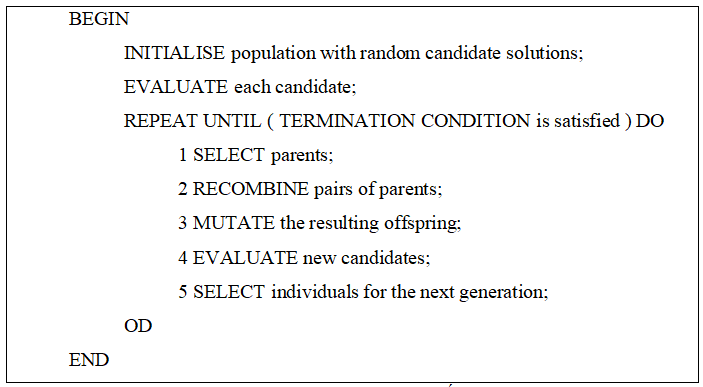 BEGIN
INITIALISE population with random candidate solutions;
EVALUATE each candidate;
REPEAT UNTIL ( TERMINATION CONDITION is satisfied ) DO
1 SELECT parents;
2 RECOMBINE pairs of parents;
3 MUTATE the resulting offspring;
4 EVALUATE new candidates;
5 SELECT individuals for the next generation;
OD
END